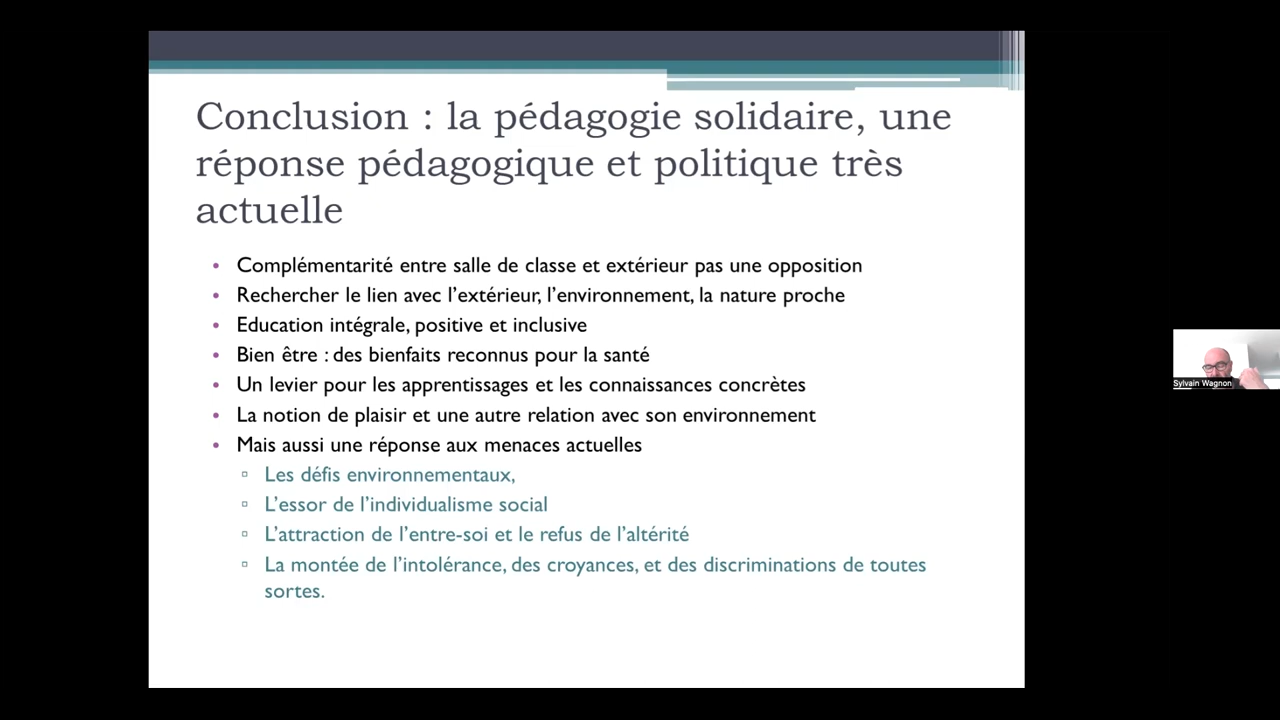 Conclusion : la pédagogie solidaire, une
réponse pédagogique et politique très
actuelle
• Complémentarité entre salle de classe et extérieur pas une opposition
• Rechercher le lien avec l'extérieur, l'environnement, la nature proche
• Education intégrale, positive et inclusive
• Bien être : des bienfaits reconnus pour la santé
• Un levier pour les apprentissages et les connaissances concrètes
• La notion de plaisir et une autre relation avec son environnement
• Mais aussi une réponse aux menaces actuelles
▫ Les défis environnementaux,
▫ L'essor de l'individualisme social
▫ L'attraction de l'entre-soi et le refus de l'altérité
▫ La montée de l'intolérance, des croyances, et des discriminations de toutes
sortes.
Sylvain Wagnon